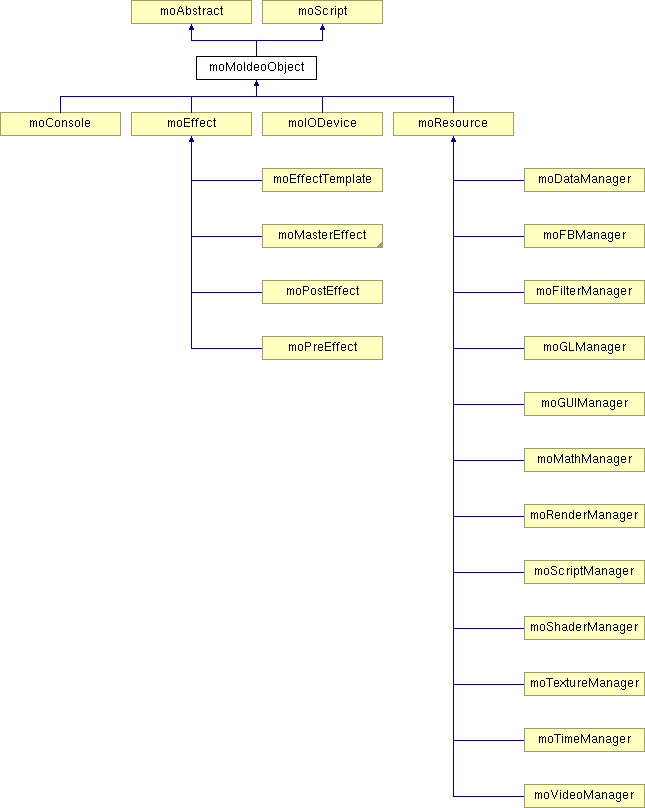 moAbstract
moScript
moMoldeoObject
moConsole
moEffect
moIODevice
moResource
moEffectTemplate
moDataManager
moMasterEffect
moFBManager
moPostEffect
moFilterManager
moPreEffect
moGLManager
moGUIManager
moMathManager
moRenderManager
moScriptManager
moShaderManager
moTextureManager
moTimeManager
moVideoManager